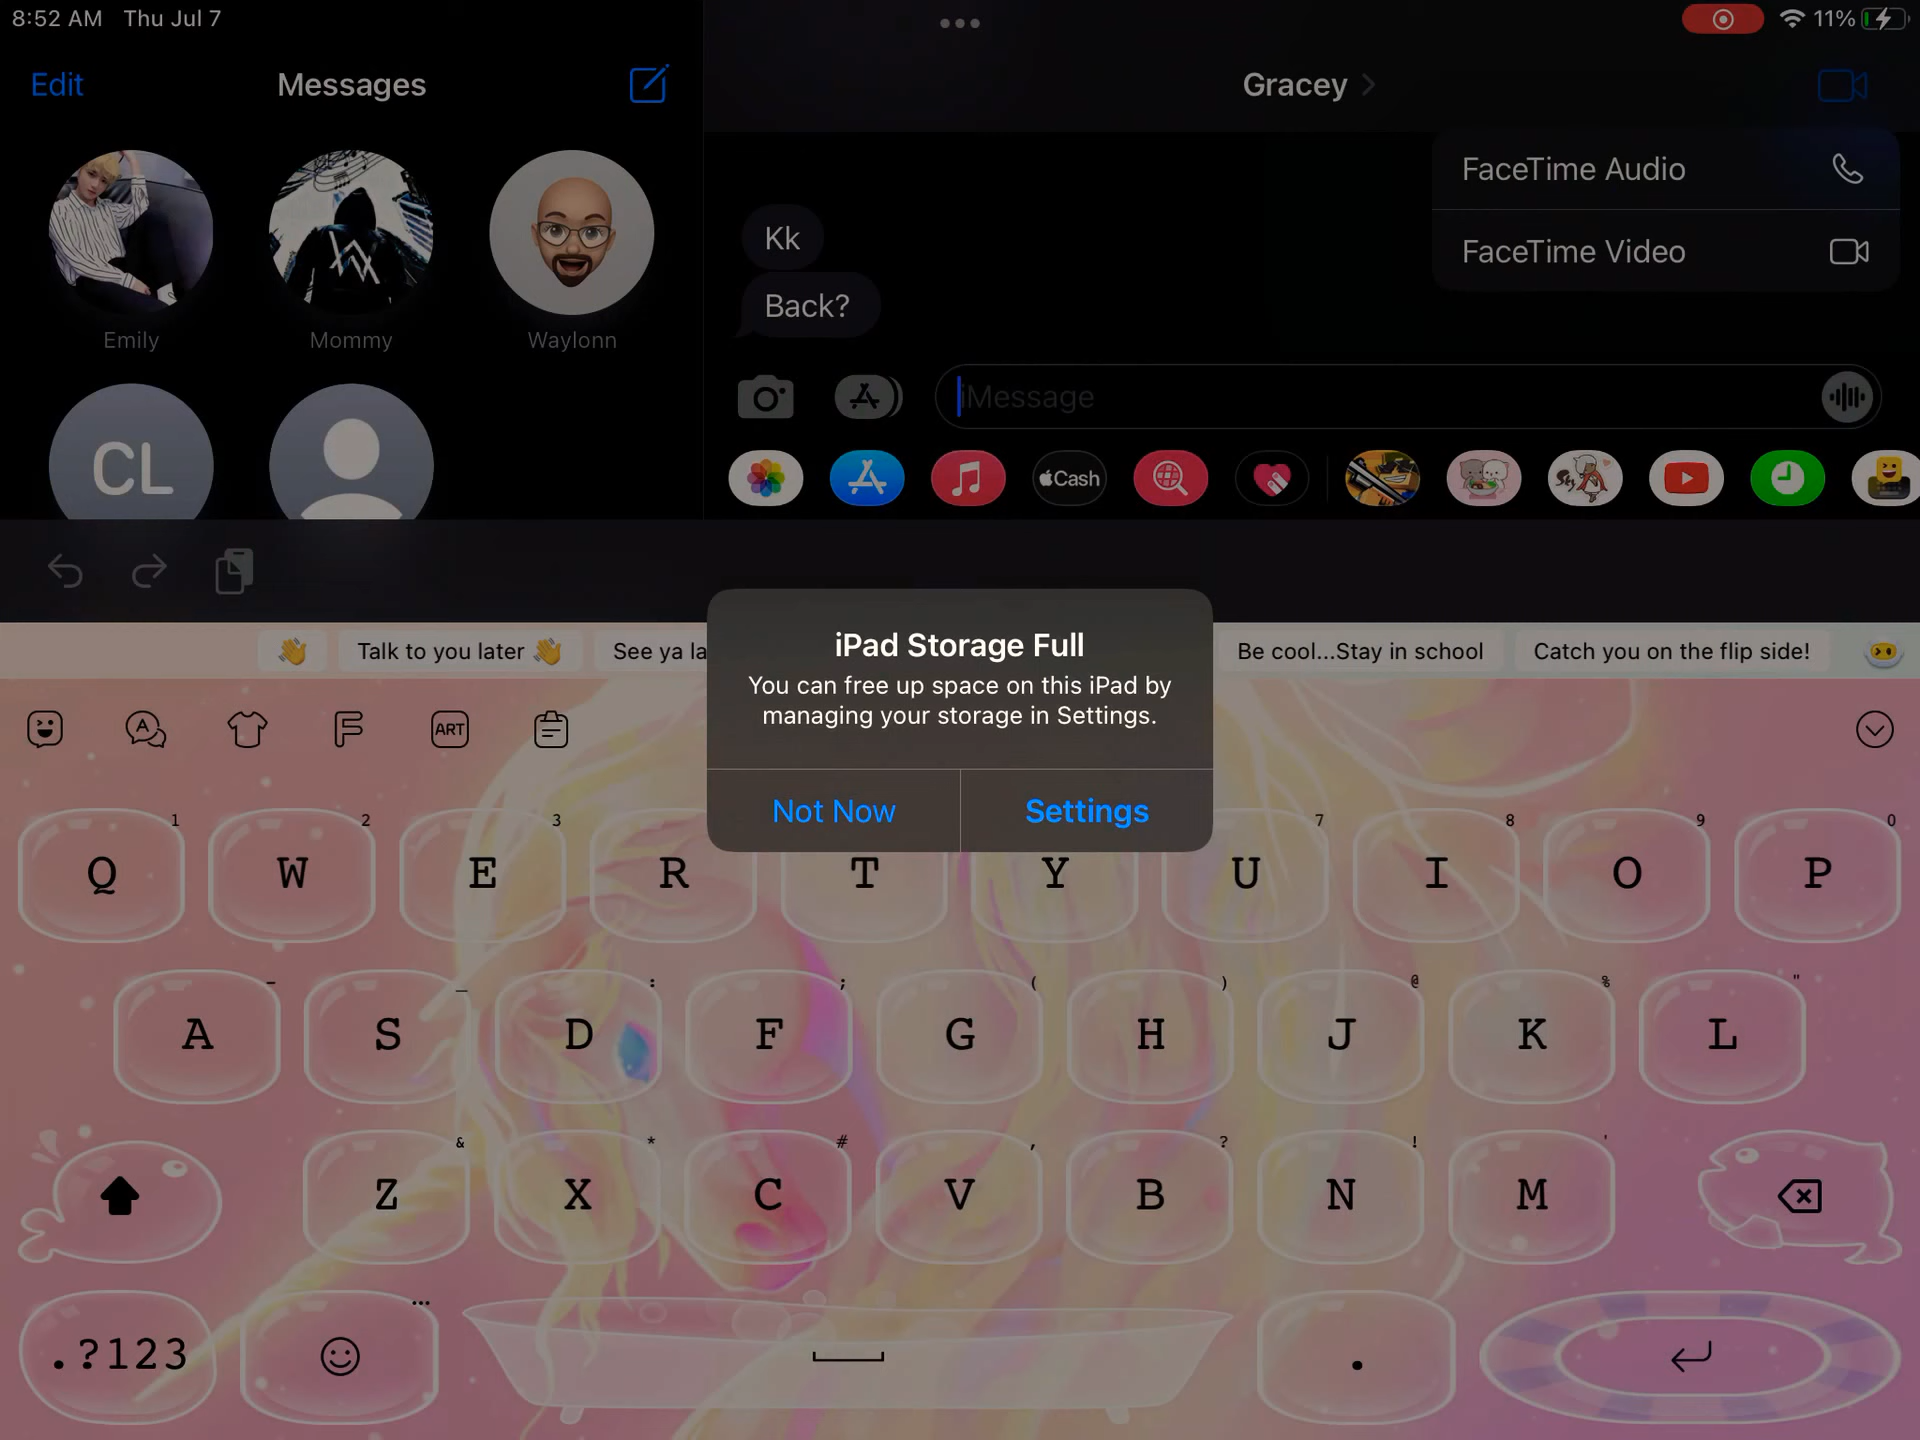 8:52 AM Thu Jul 7
11%
Edit
Messages
Gracey
FaceTime Audio
FaceTime Video
Kk
Back?
Emily
Mommy
Waylonn
iMessage
CL
Cash
Talk to you later 👋
See ya la
Be cool...Stay in school
Catch you on the flip side!
iPad Storage Full
You can free up space on this iPad by
managing your storage in Settings.
Not Now
Settings
ART
1 2 3 7 8 9 0
Q W E R T Y U I O P
- _ : ; ( ) @ % "
A S D F G H J K L
& * # , ? ! '
Z X C V B N M
...
.?123 .